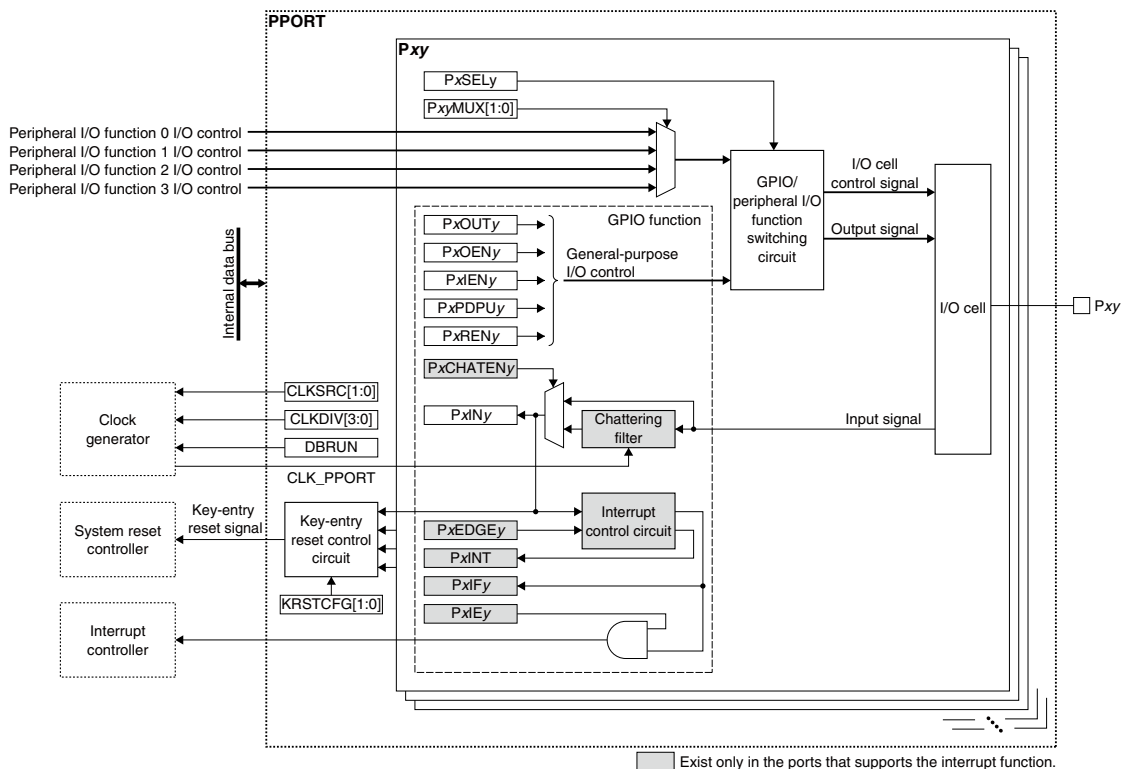 PPORT
Pxy
PxSELy
PxyMUX[1:0]
Peripheral I/O function 0 I/O control
Peripheral I/O function 1 I/O control
Peripheral I/O function 2 I/O control
Peripheral I/O function 3 I/O control
GPIO/
peripheral I/O
function
switching
circuit
I/O cell
control signal
Output signal
I/O cell
Pxy
Internal data bus
GPIO function
PxOUTy
PxOENy
PxIENy
PxPDPUy
PxRENy
General-purpose
I/O control
PxCHATENy
PxINy
Chattering
filter
Input signal
Clock
generator
CLKSRC[1:0]
CLKDIV[3:0]
DBRUN
CLK_PPORT
System reset
controller
Key-entry
reset signal
Key-entry
reset control
circuit
KRSTCFG[1:0]
PxEDGEy
PxINT
PxIFy
PxIEy
Interrupt
control circuit
Interrupt
controller
Exist only in the ports that supports the interrupt function.